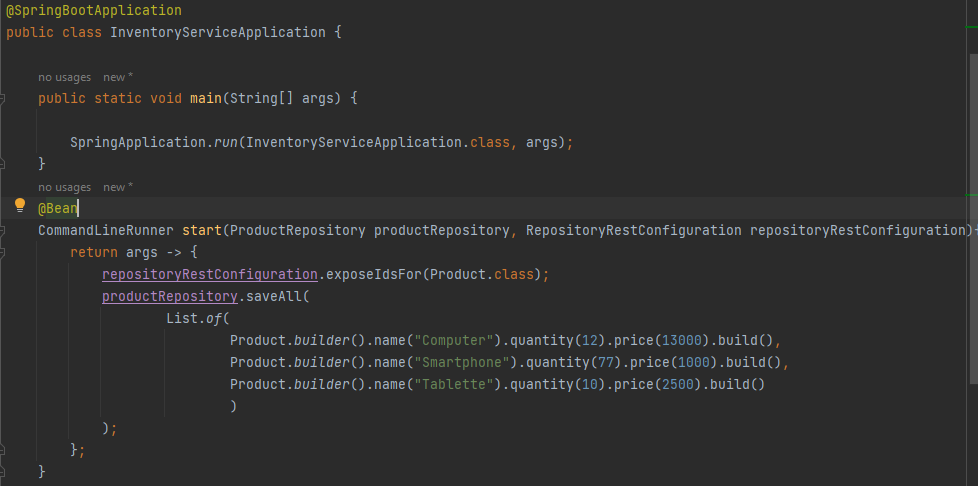 @SpringBootApplication
public class InventoryServiceApplication {
no usages new *
public static void main(String[] args) {
SpringApplication.run(InventoryServiceApplication.class, args);
}
no usages new *
@Bean
CommandLineRunner start(ProductRepository productRepository, RepositoryRestConfiguration repositoryRestConfiguration){
return args -> {
repositoryRestConfiguration.exposeIdsFor(Product.class);
productRepository.saveAll(
List.of(
Product.builder().name("Computer").quantity(12).price(13000).build(),
Product.builder().name("Smartphone").quantity(77).price(1000).build(),
Product.builder().name("Tablette").quantity(10).price(2500).build()
)
);
};
}